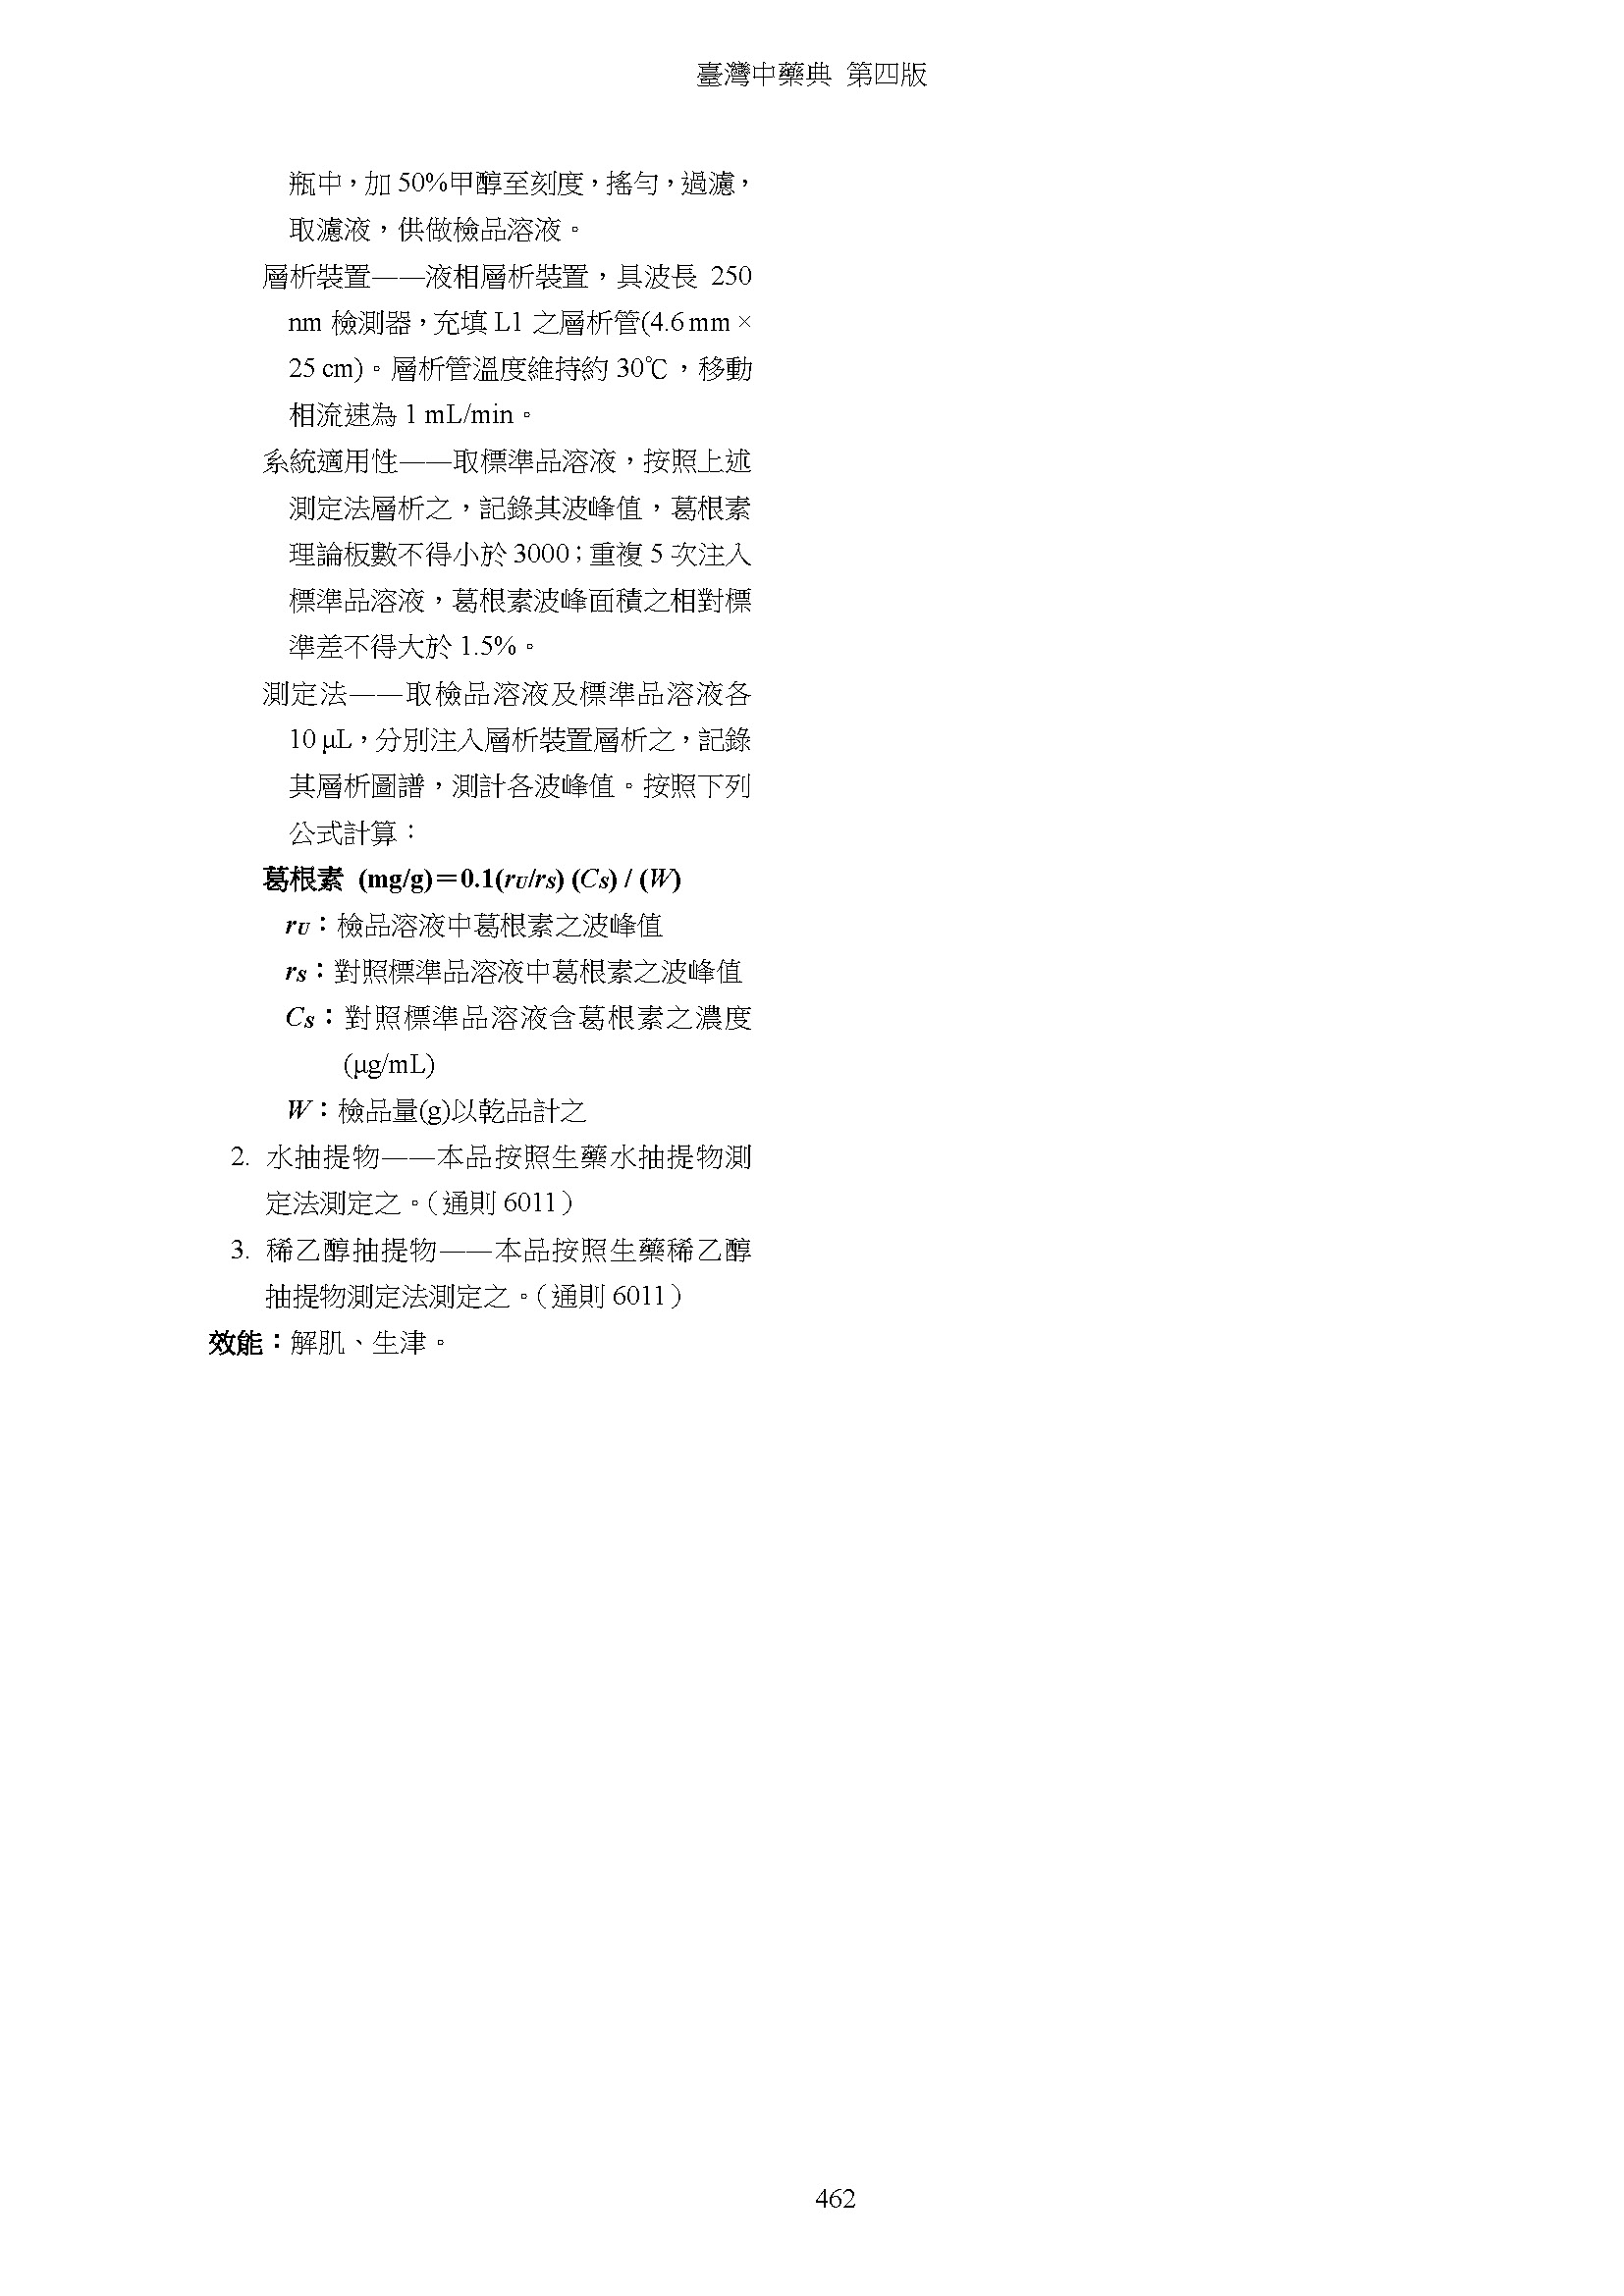 臺灣中藥典 第四版
瓶中，加 50%甲醇至刻度，搖勻，過濾，
取濾液，供做檢品溶液。
層析裝置——液相層析裝置，具波長 250
nm 檢測器，充填 L1 之層析管(4.6 mm ×
25 cm)。層析管溫度維持約 30℃，移動
相流速為 1 mL/min。
系統適用性——取標準品溶液，按照上述
測定法層析之，記錄其波峰值，葛根素
理論板數不得小於 3000；重複 5 次注入
標準品溶液，葛根素波峰面積之相對標
準差不得大於 1.5%。
測定法——取檢品溶液及標準品溶液各
10 μL，分別注入層析裝置層析之，記錄
其層析圖譜，測計各波峰值。按照下列
公式計算：
葛根素 (mg/g)＝0.1(rU/rS) (CS) / (W)
rU：檢品溶液中葛根素之波峰值
rS：對照標準品溶液中葛根素之波峰值
CS：對照標準品溶液含葛根素之濃度
(μg/mL)
W：檢品量(g)以乾品計之
2. 水抽提物——本品按照生藥水抽提物測
定法測定之。（通則 6011）
3. 稀乙醇抽提物——本品按照生藥稀乙醇
抽提物測定法測定之。（通則 6011）
效能：解肌、生津。
462